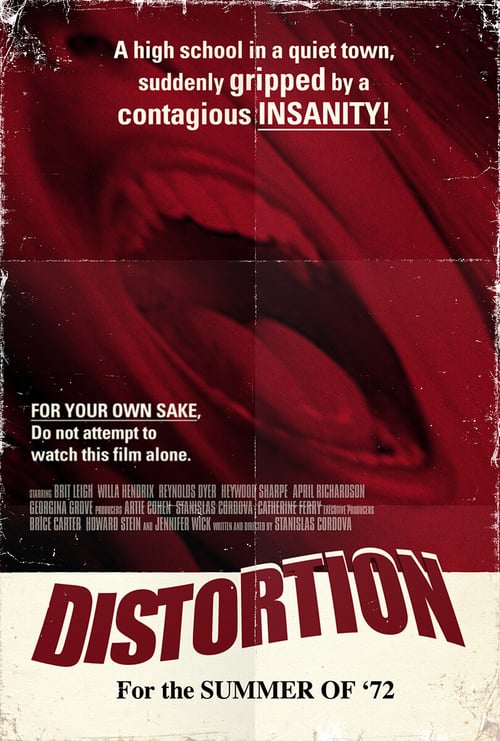 A high school in a quiet town,
suddenly gripped by a
contagious INSANITY!
FOR YOUR OWN SAKE,
Do not attempt to
watch this film alone.
STARRING BRIT LEIGH WILLA HENDRIX REYNOLDS DYER HEYWOOD SHARPE APRIL RICHARDSON
GEORGINA GROVE PRODUCERS ARTIE COHEN STANISLAS CORDOVA CATHERINE FERRY EXECUTIVE PRODUCERS
BRICE CARTER HOWARD STEIN AND JENNIFER WICK WRITTEN AND DIRECTED BY STANISLAS CORDOVA
DISTORTION
For the SUMMER OF ‘72